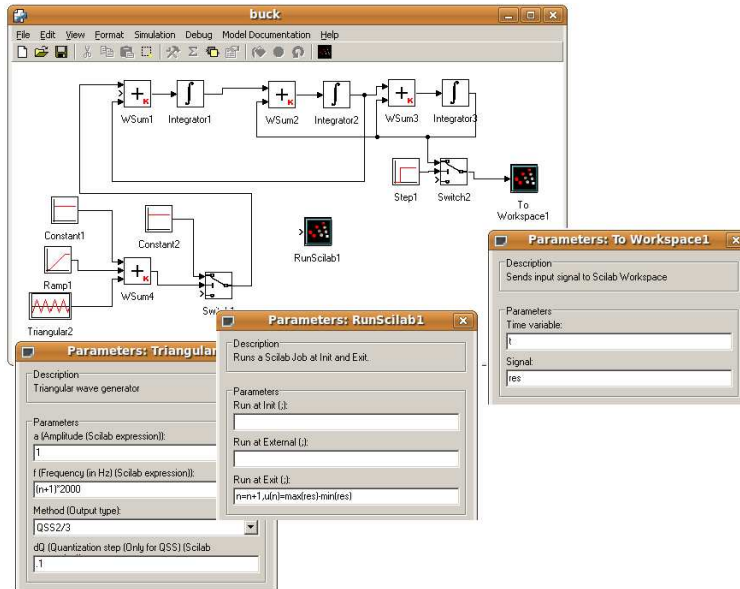 buck
File Edit View Format Simulation Debug Model Documentation Help
WSum1
Integrator1
WSum2
Integrator2
WSum3
Integrator3
Step1
Switch2
To
Workspace1
Constant1
Constant2
Ramp1
WSum4
RunScilab1
Triangular2
Parameters: To Workspace1
Description
Sends input signal to Scilab Workspace
Parameters
Time variable:
t
Signal:
res
Parameters: RunScilab1
Description
Runs a Scilab Job at Init and Exit.
Parameters
Run at Init (;):
Run at External (;):
Run at Exit (;):
n=n+1,u(n)=max(res)-min(res)
Parameters: Triangular
Description
Triangular wave generator
Parameters
a (Amplitude (Scilab expression)):
1
f (Frequency (in Hz) (Scilab expression)):
(n+1)*2000
Method (Output type):
QSS2/3
dQ (Quantization step (Only for QSS) (Scilab
.1